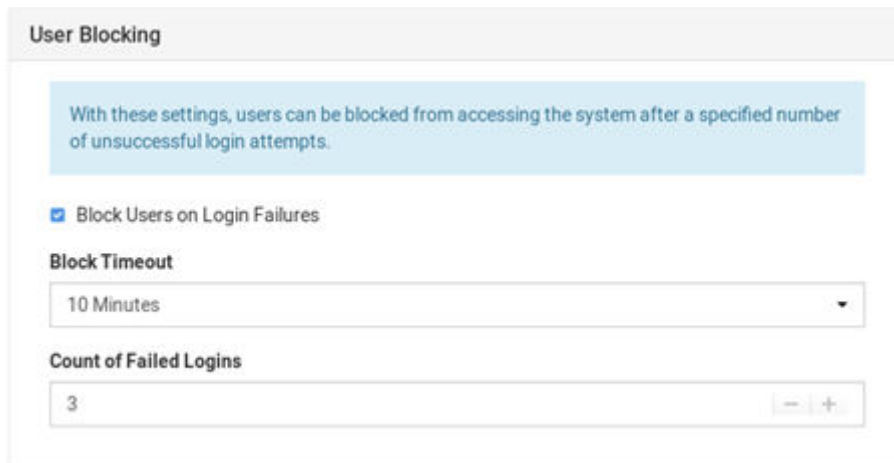 User Blocking
With these settings, users can be blocked from accessing the system after a specified number
of unsuccessful login attempts.
Block Users on Login Failures
Block Timeout
10 Minutes
Count of Failed Logins
3